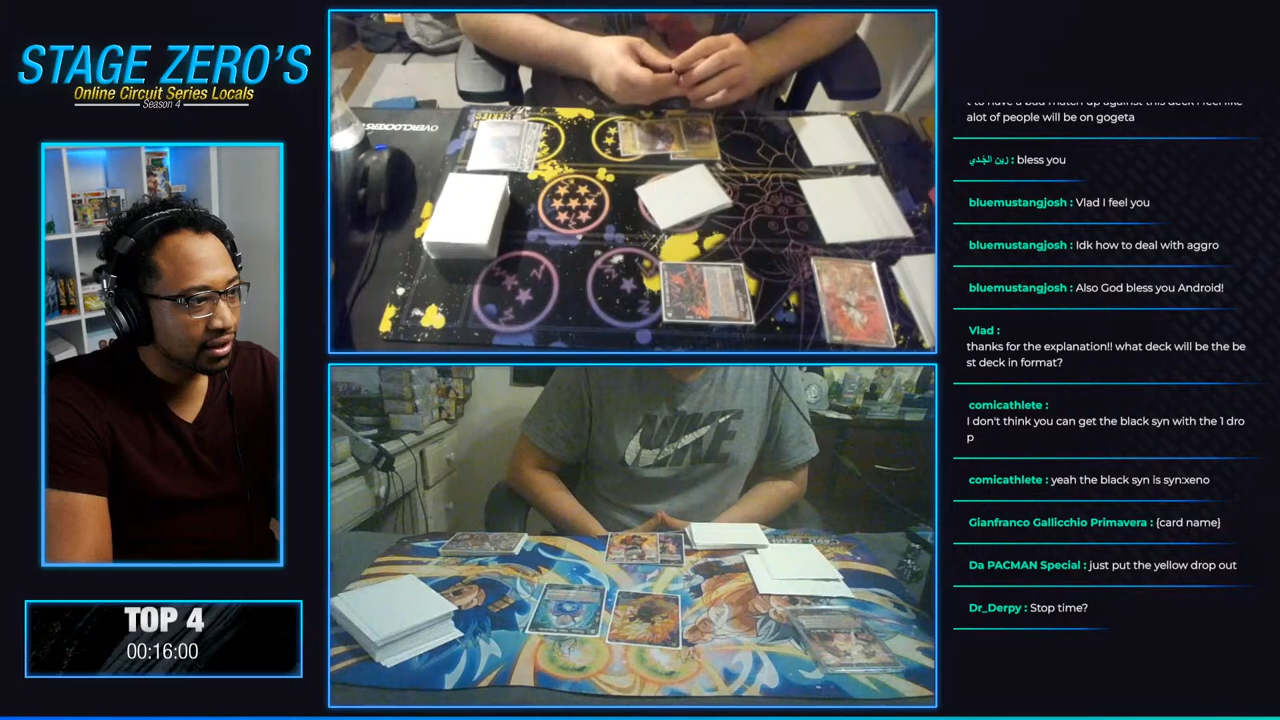 STAGE ZERO'S
Online Circuit Series Locals
Season 4
TOP 4
00:16:00
OVERCLOCKERS
NIKE
alot of people will be on gogeta
زين الجَدي : bless you
bluemustangjosh : Vlad I feel you
bluemustangjosh : Idk how to deal with aggro
bluemustangjosh : Also God bless you Android!
Vlad :
thanks for the explanation!! what deck will be the be
st deck in format?
comicathlete :
I don't think you can get the black syn with the 1 dro
p
comicathlete : yeah the black syn is syn:xeno
Gianfranco Gallicchio Primavera : {card name}
Da PACMAN Special : just put the yellow drop out
Dr_Derpy : Stop time?